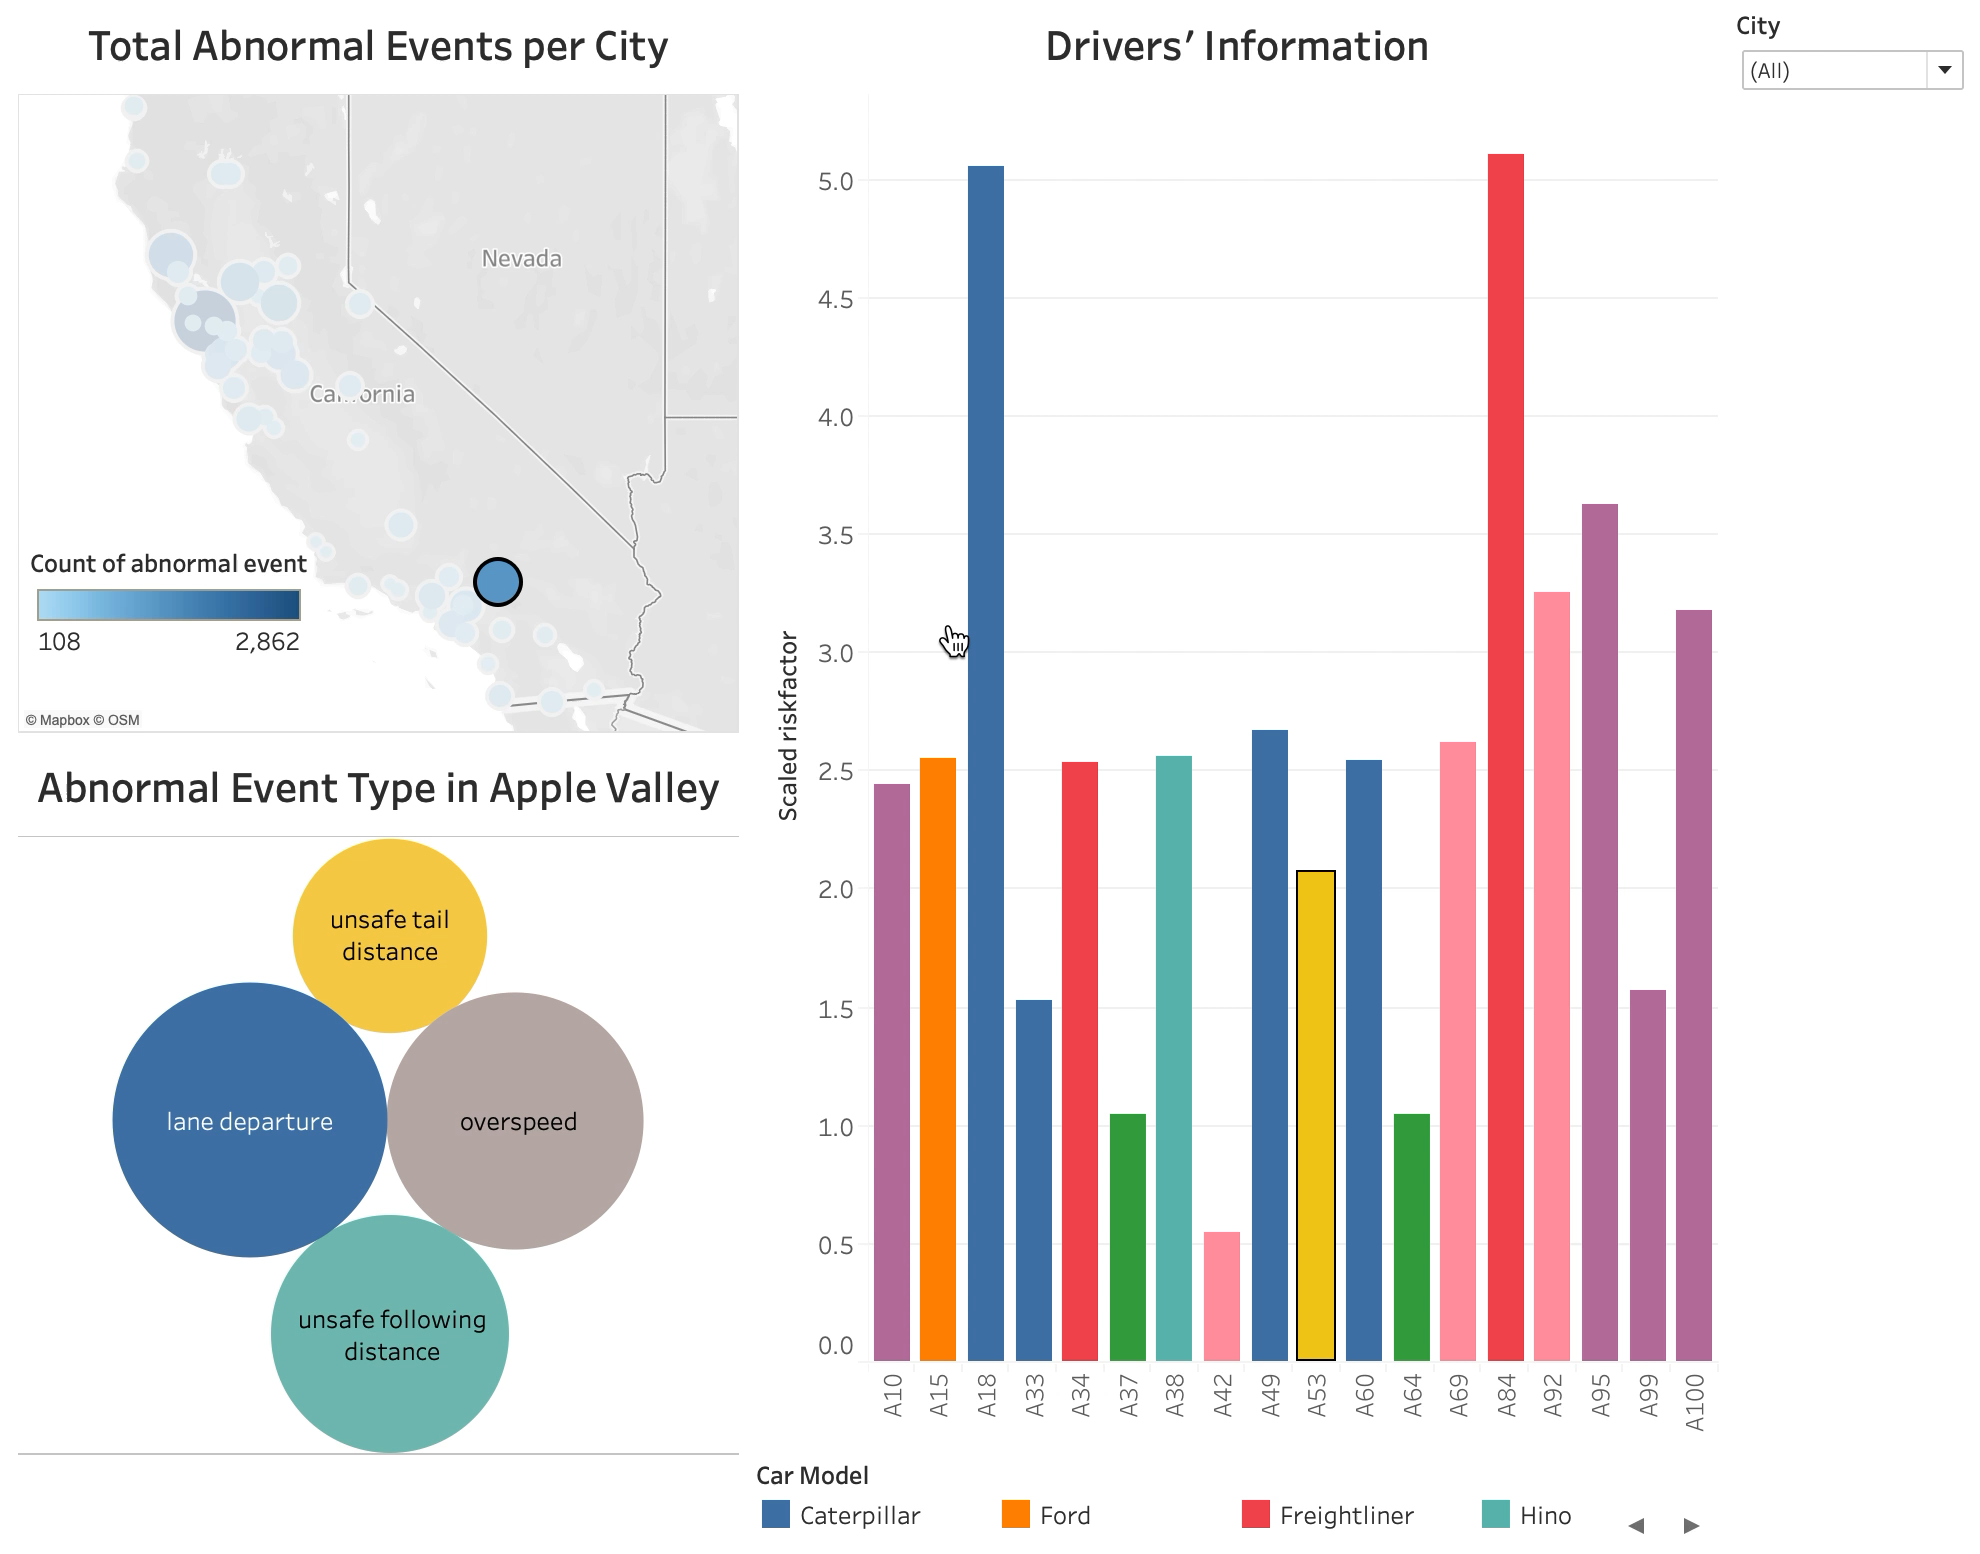 Total Abnormal Events per City
Nevada
Count of abnormal event
108
2,862
© Mapbox © OSM
Abnormal Event Type in Apple Valley
unsafe tail
distance
lane departure
overspeed
unsafe following
distance
Drivers’ Information
Scaled riskfactor
5.0
4.5
4.0
3.5
3.0
2.5
2.0
1.5
1.0
0.5
0.0
A10
A15
A18
A33
A34
A37
A38
A42
A49
A53
A60
A64
A69
A84
A92
A95
A99
A100
Car Model
Caterpillar
Ford
Freightliner
Hino
City
(All)